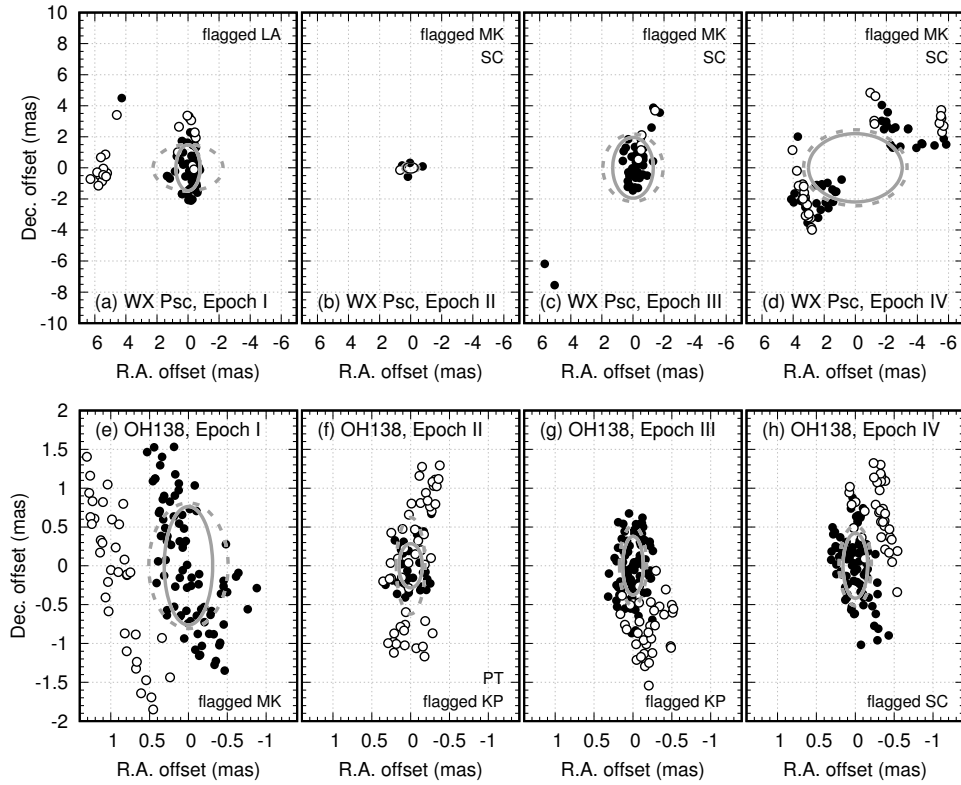 10
8
6
4
2
0
-2
-4
-6
-8
-10
Dec. offset (mas)
flagged LA
flagged MK
SC
flagged MK
SC
flagged MK
SC
(a) WX Psc, Epoch I
(b) WX Psc, Epoch II
(c) WX Psc, Epoch III
(d) WX Psc, Epoch IV
6 4 2 0 -2 -4 -6
6 4 2 0 -2 -4 -6
6 4 2 0 -2 -4 -6
6 4 2 0 -2 -4 -6
R.A. offset (mas)
R.A. offset (mas)
R.A. offset (mas)
R.A. offset (mas)
2
1.5
1
0.5
0
-0.5
-1
-1.5
-2
Dec. offset (mas)
(e) OH138, Epoch I
(f) OH138, Epoch II
(g) OH138, Epoch III
(h) OH138, Epoch IV
flagged MK
PT
flagged KP
flagged KP
flagged SC
1 0.5 0 -0.5 -1
1 0.5 0 -0.5 -1
1 0.5 0 -0.5 -1
1 0.5 0 -0.5 -1
R.A. offset (mas)
R.A. offset (mas)
R.A. offset (mas)
R.A. offset (mas)